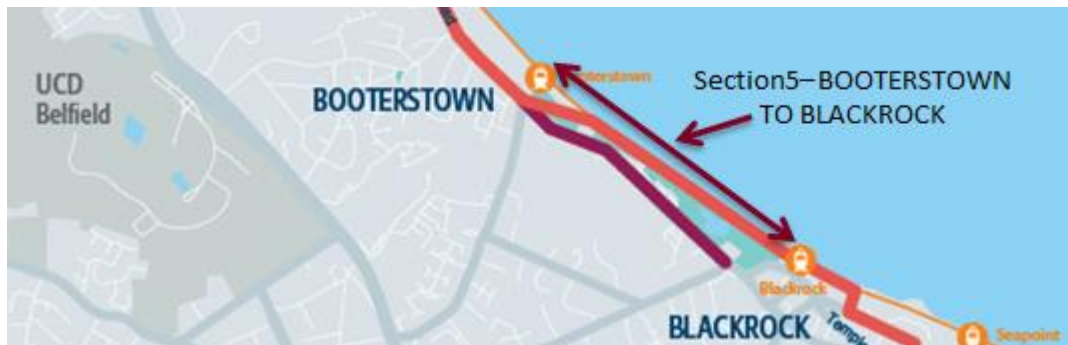 UCD
Belfield
BOOTERSTOWN
Section5–BOOTERSTOWN
TO BLACKROCK
Blackrock
BLACKROCK
Seapoint